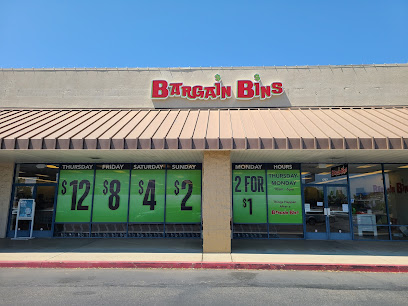 BARGAIN BINS
THURSDAY
$12
FRIDAY
$8
SATURDAY
$4
SUNDAY
$2
MONDAY
2 FOR
$1
HOURS
THURSDAY
MONDAY